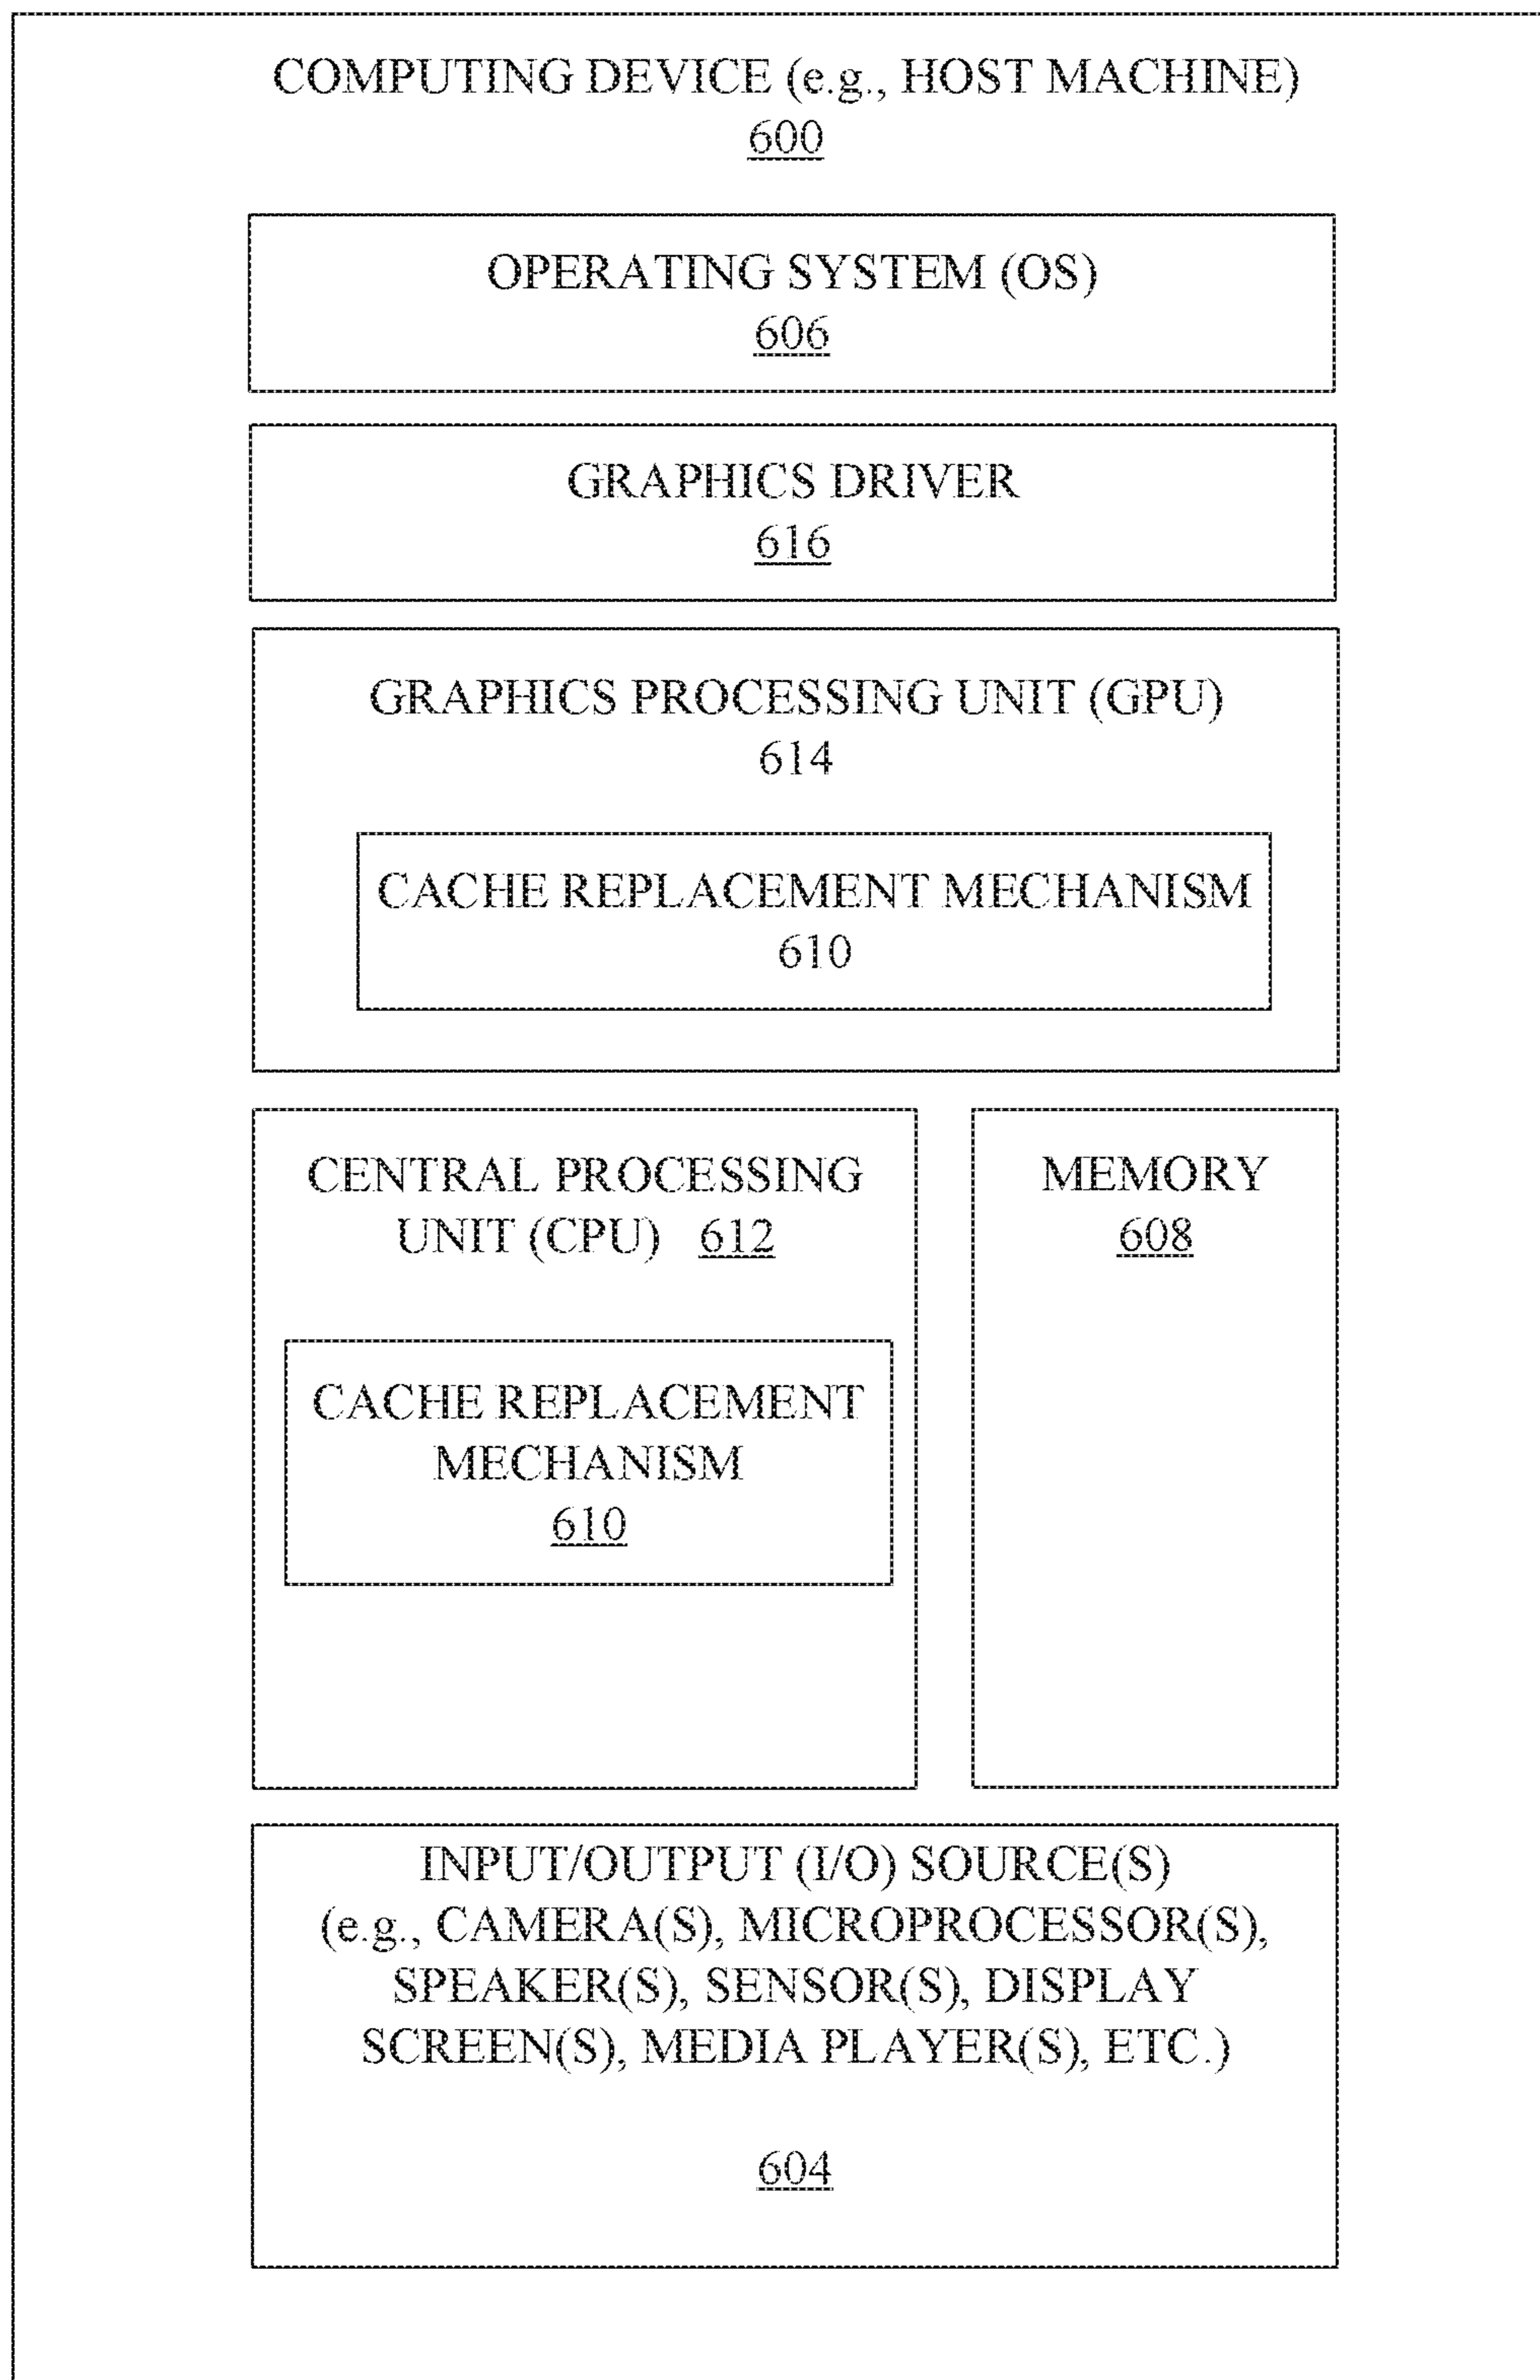 COMPUTING DEVICE (e.g., HOST MACHINE)
600
OPERATING SYSTEM (OS)
606
GRAPHICS DRIVER
616
GRAPHICS PROCESSING UNIT (GPU)
614
CACHE REPLACEMENT MECHANISM
610
CENTRAL PROCESSING
UNIT (CPU) 612
CACHE REPLACEMENT
MECHANISM
610
MEMORY
608
INPUT/OUTPUT (I/O) SOURCE(S)
(e.g., CAMERA(S), MICROPROCESSOR(S),
SPEAKER(S), SENSOR(S), DISPLAY
SCREEN(S), MEDIA PLAYER(S), ETC.)
604